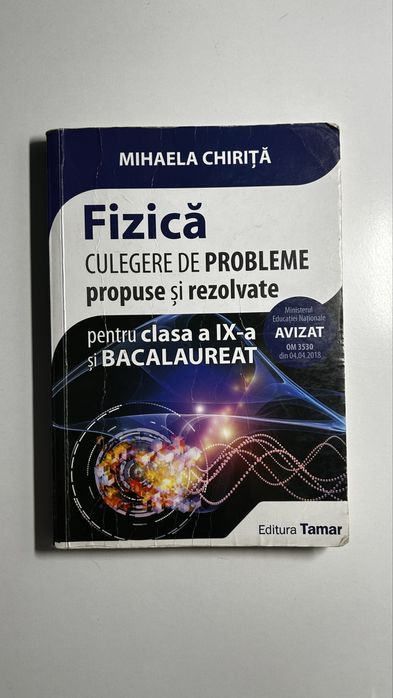 MIHAELA CHIRIȚĂ
Fizică
CULEGERE DE PROBLEME
propuse și rezolvate
pentru clasa a IX-a
și BACALAUREAT
Ministerul
Educației Naționale
AVIZAT
OM 3530
din 04.04.2018
Editura Tamar